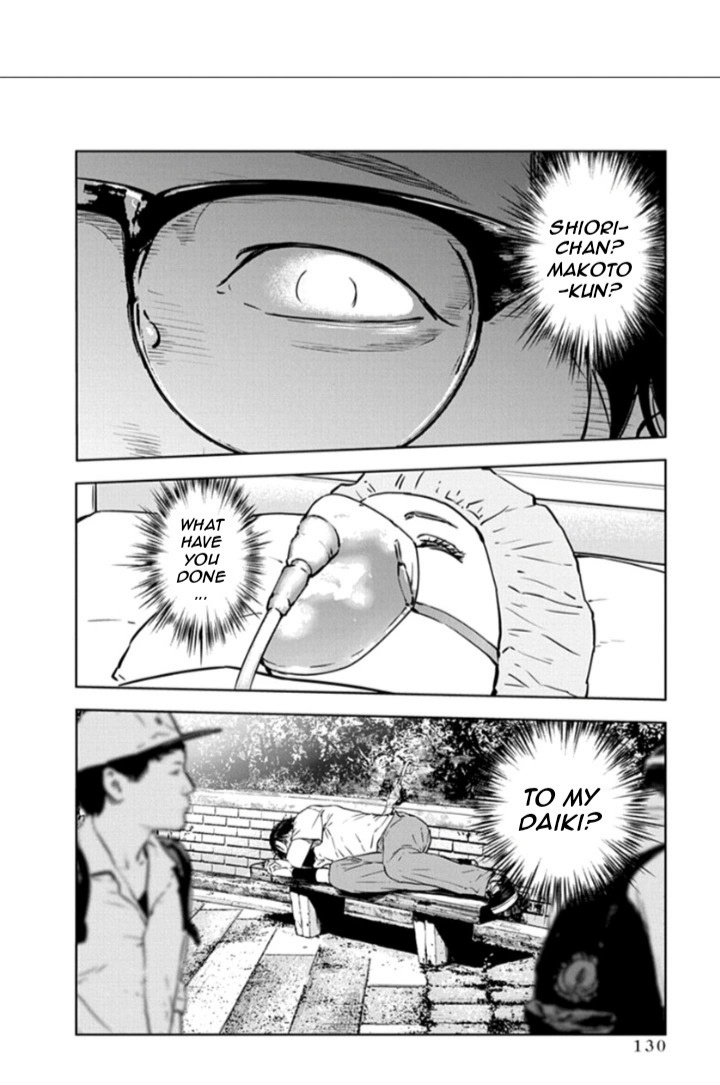 SHIORI-
CHAN?
MAKOTO
-KUN?
WHAT
HAVE
YOU
DONE
...
TO MY
DAIKI?
130